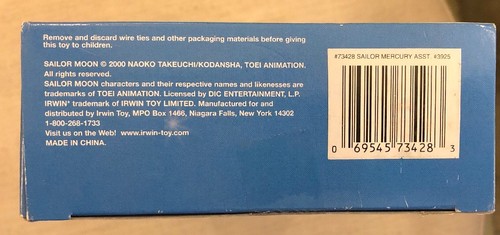 Remove and discard wire ties and other packaging materials before giving
this toy to children.
SAILOR MOON © 2000 NAOKO TAKEUCHI/KODANSHA, TOEI ANIMATION.
All rights reserved.
SAILOR MOON characters and their respective names and likenesses are
trademarks of TOEI ANIMATION. Licensed by DIC ENTERTAINMENT, L.P.
IRWIN* trademark of IRWIN TOY LIMITED. Manufactured for and
distributed by Irwin Toy, MPO Box 1466, Niagara Falls, New York 14302
1-800-268-1733
Visit us on the Web! www.irwin-toy.com
MADE IN CHINA.
#73428 SAILOR MERCURY ASST. #3925
0 69545 73428 3